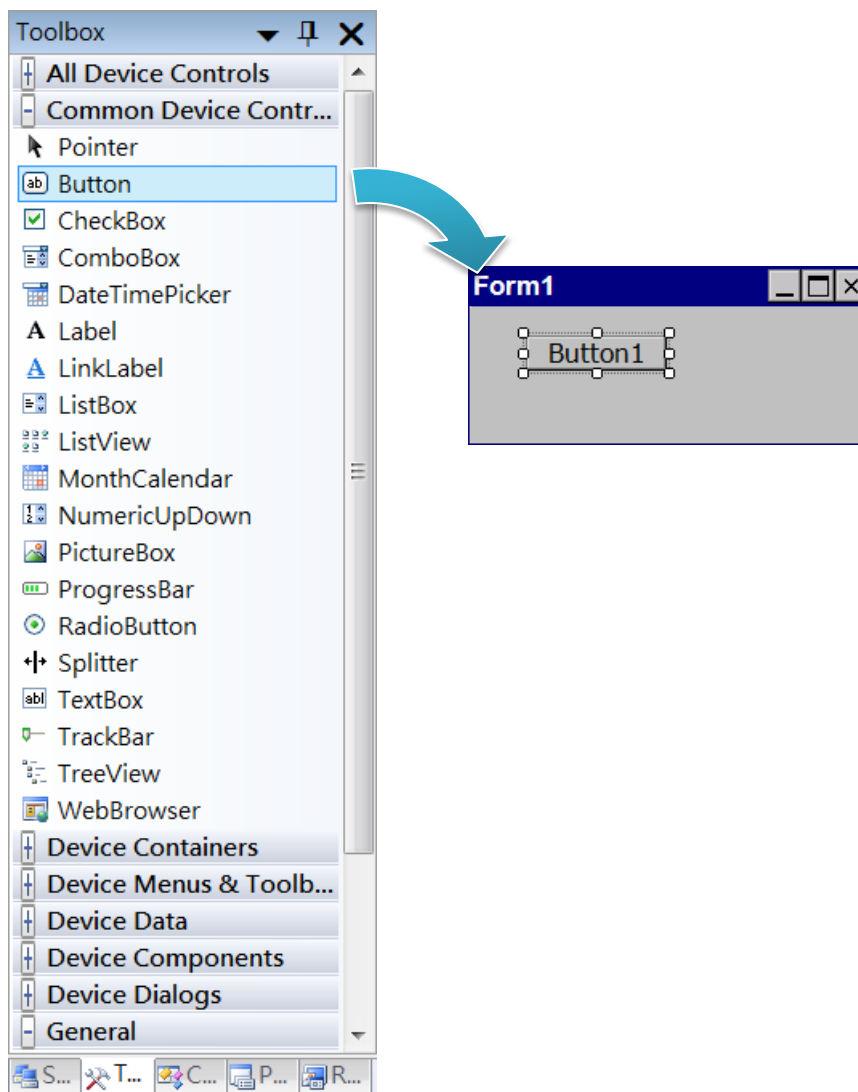 Toolbox
All Device Controls
Common Device Contr...
Pointer
ab Button
CheckBox
ComboBox
DateTimePicker
A Label
A LinkLabel
ListBox
ListView
MonthCalendar
NumericUpDown
PictureBox
ProgressBar
RadioButton
Splitter
abl TextBox
TrackBar
TreeView
WebBrowser
Device Containers
Device Menus & Toolb...
Device Data
Device Components
Device Dialogs
General
S... T... C... P... R...
Form1
Button1